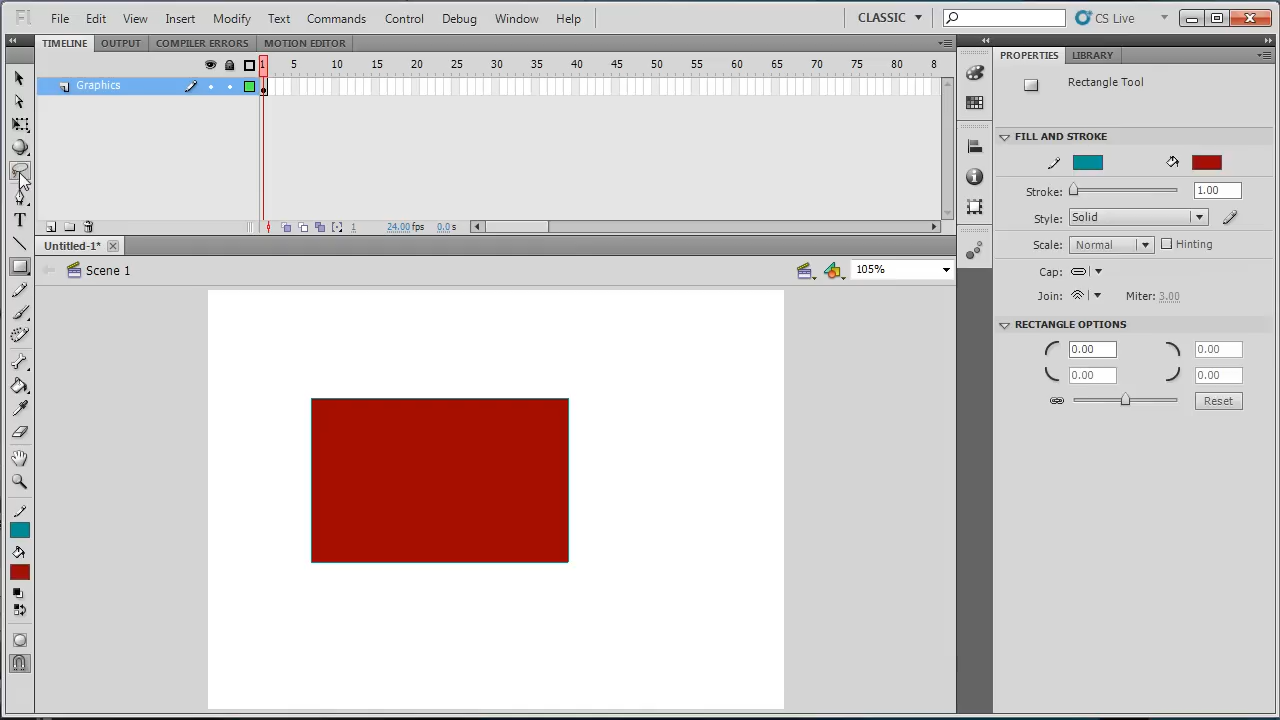 Fl File Edit View Insert Modify Text Commands Control Debug Window Help CLASSIC CS Live
TIMELINE OUTPUT COMPILER ERRORS MOTION EDITOR
1 10 15 20 25 30 35 40 45 50 55 60 65 70 75 80 8
Graphics
1 24.00 fps 0.0 s
Untitled-1*
Scene 1
105%
T
PROPERTIES LIBRARY
Rectangle Tool
FILL AND STROKE
Stroke: 1.00
Style: Solid
Scale: Normal Hinting
Cap:
Join: Miter: 3.00
RECTANGLE OPTIONS
0.00 0.00
0.00 0.00
Reset